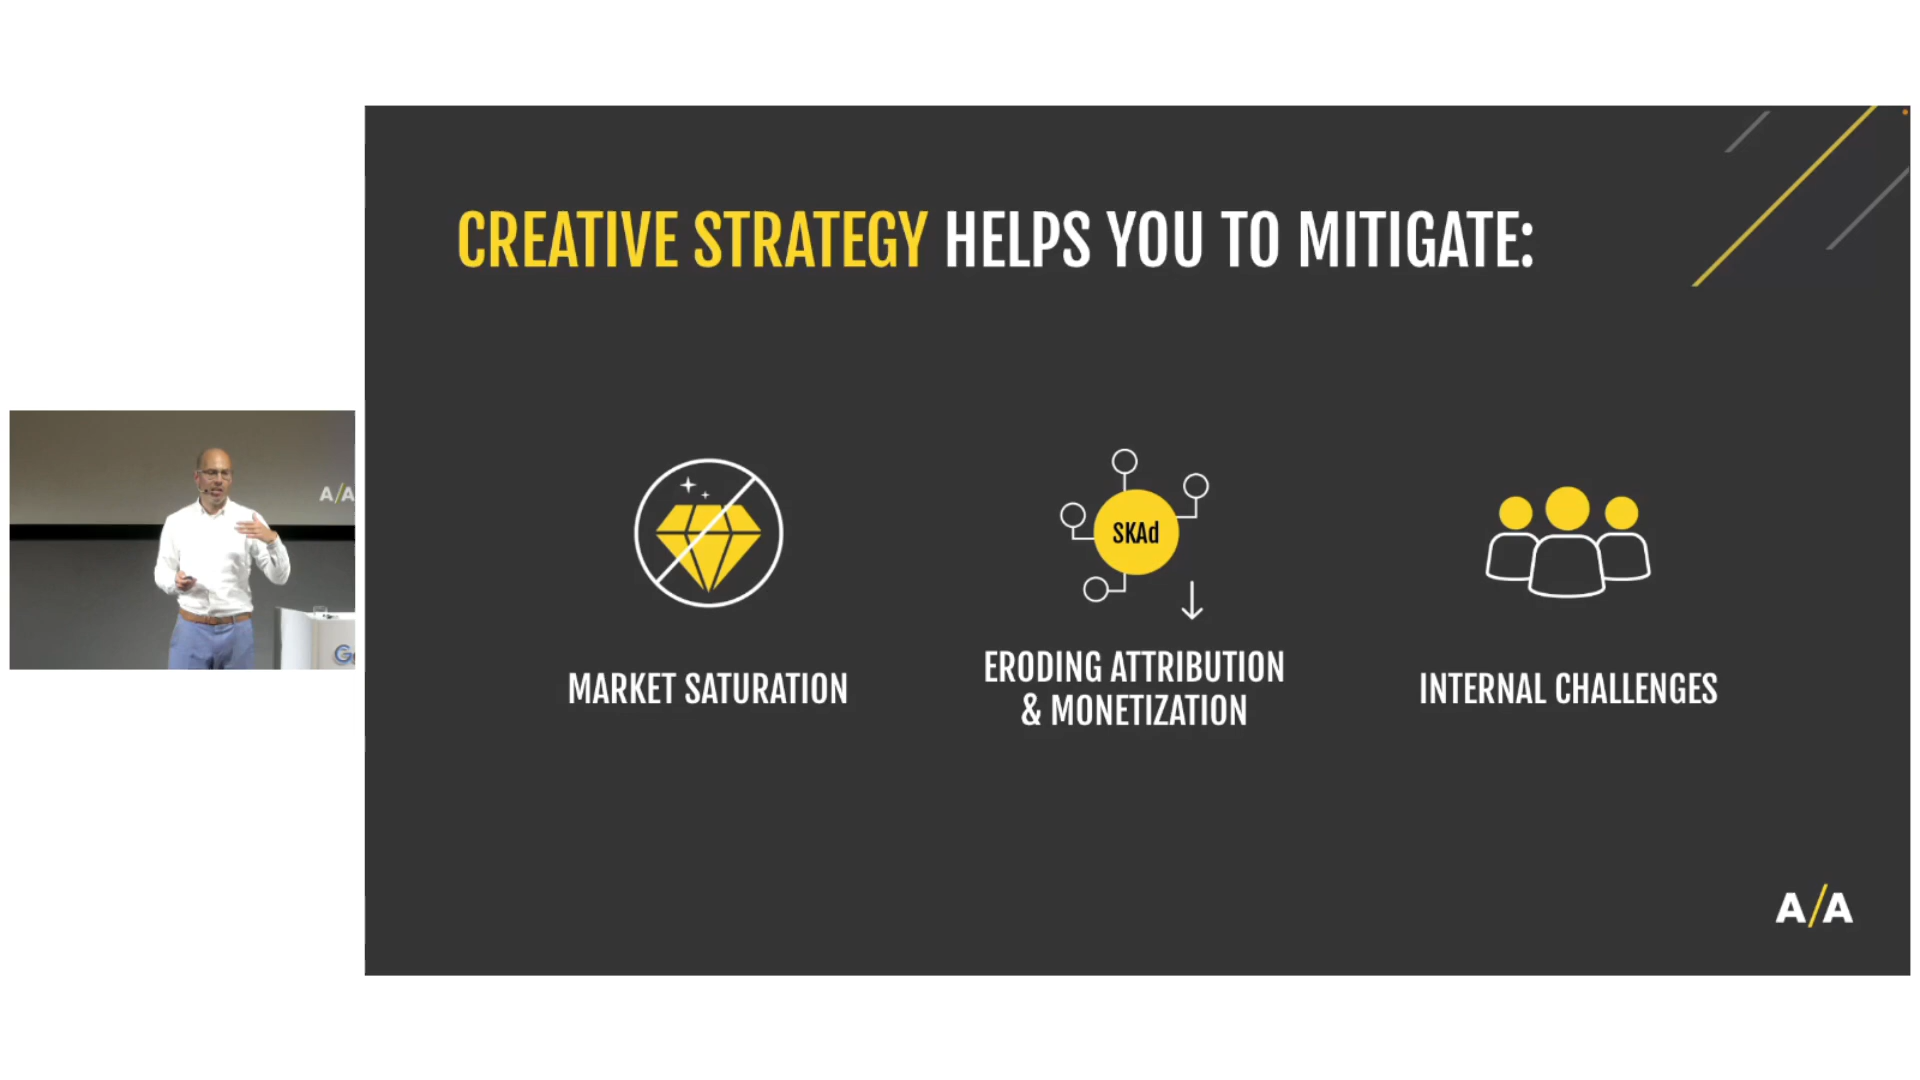 CREATIVE STRATEGY HELPS YOU TO MITIGATE:
SKAd
MARKET SATURATION
ERODING ATTRIBUTION
& MONETIZATION
INTERNAL CHALLENGES
A/A
A/A